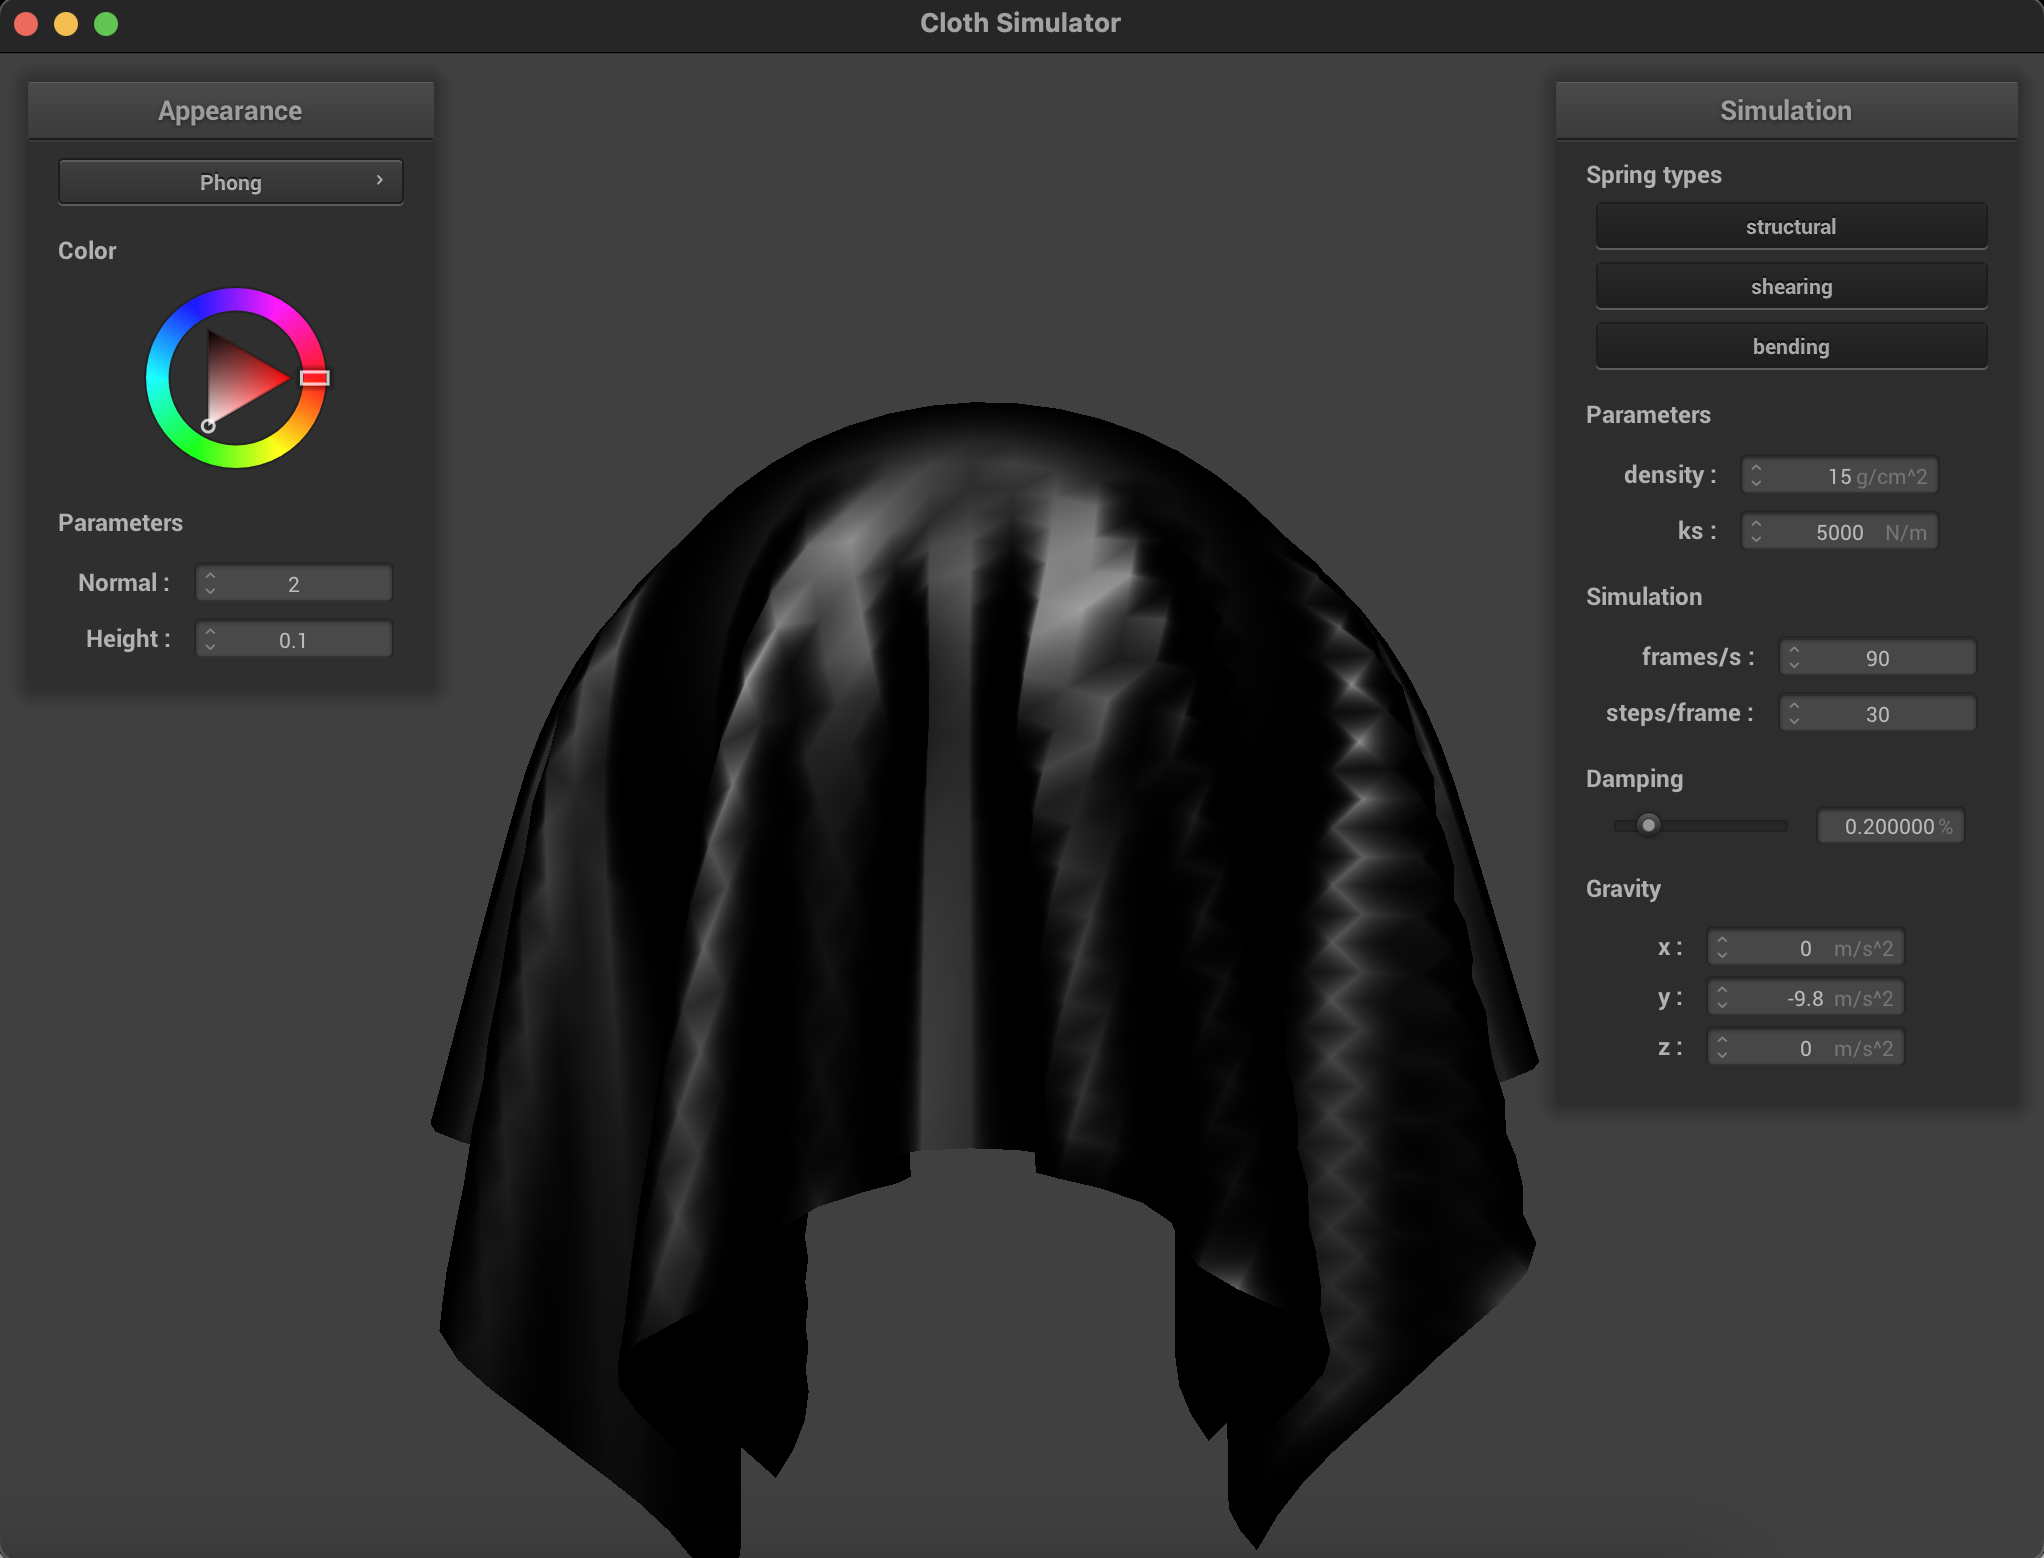 Cloth Simulator
Appearance
Phong
Color
Parameters
Normal : 2
Height : 0.1
Simulation
Spring types
structural
shearing
bending
Parameters
density : 15 g/cm^2
ks : 5000 N/m
Simulation
frames/s : 90
steps/frame : 30
Damping
0.200000 %
Gravity
x : 0 m/s^2
y : -9.8 m/s^2
z : 0 m/s^2